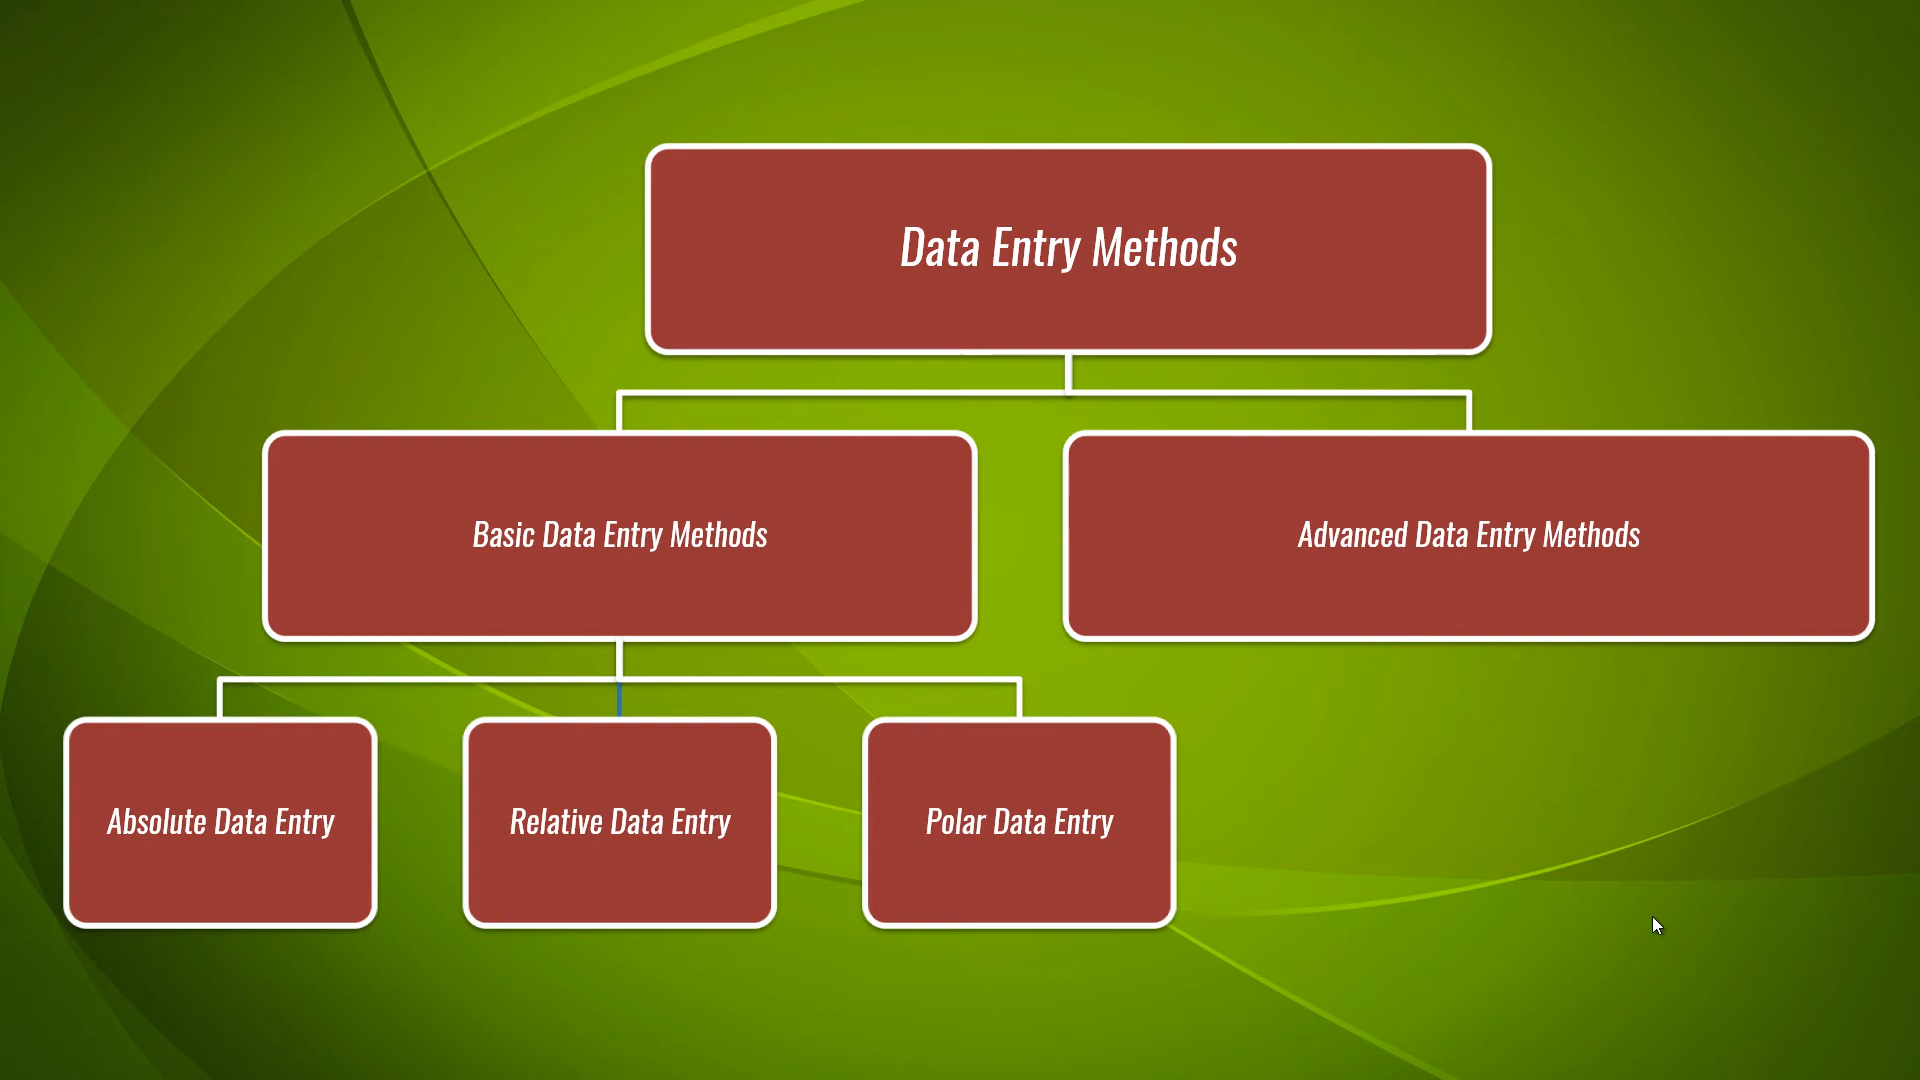 Data Entry Methods
Basic Data Entry Methods
Advanced Data Entry Methods
Absolute Data Entry
Relative Data Entry
Polar Data Entry